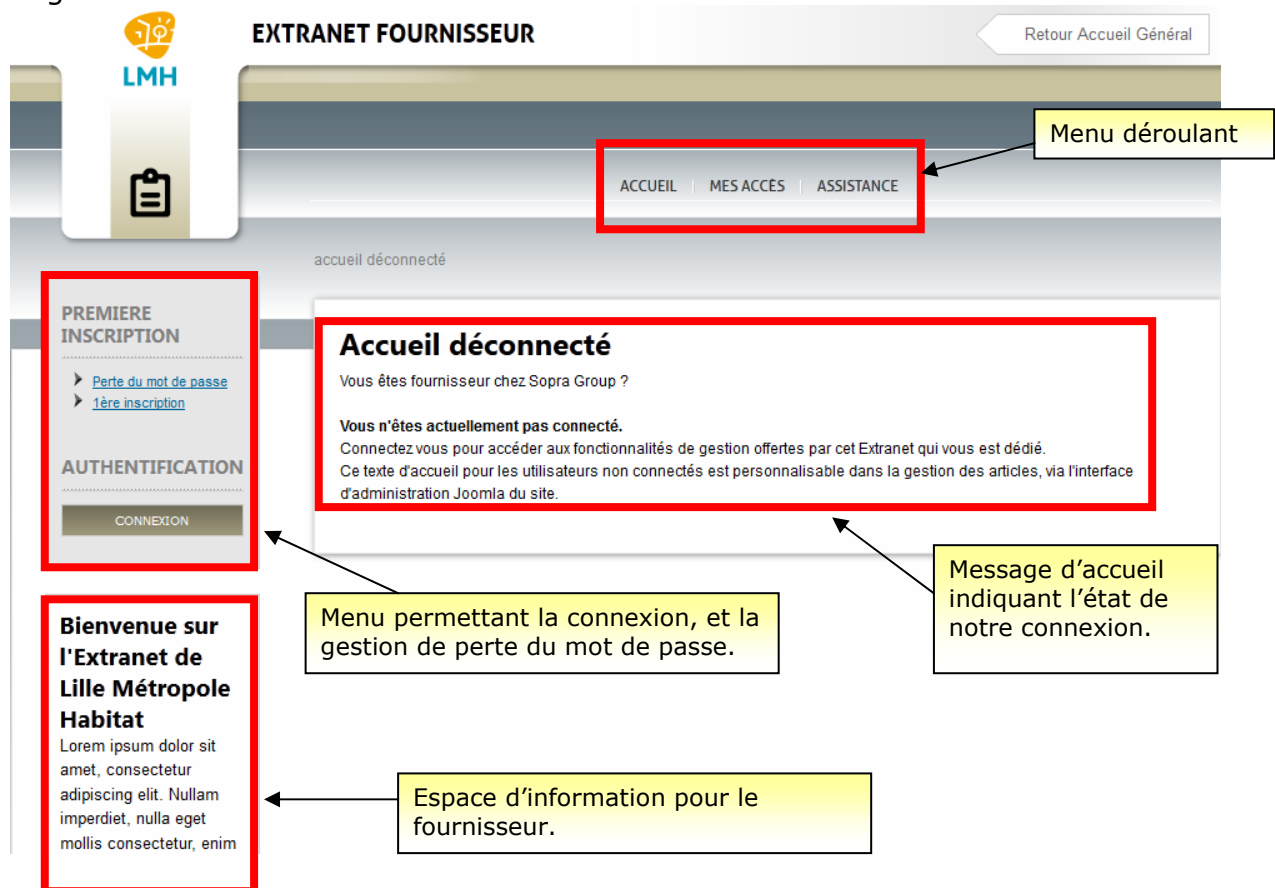 EXTRANET FOURNISSEUR
Retour Accueil Général
LMH
Menu déroulant
ACCUEIL | MES ACCÈS | ASSISTANCE
accueil déconnecté
PREMIERE
INSCRIPTION
Perte du mot de passe
1ère inscription
AUTHENTIFICATION
CONNEXION
Accueil déconnecté
Vous êtes fournisseur chez Sopra Group ?
Vous n'êtes actuellement pas connecté.
Connectez vous pour accéder aux fonctionnalités de gestion offertes par cet Extranet qui vous est dédié.
Ce texte d'accueil pour les utilisateurs non connectés est personnalisable dans la gestion des articles, via l'interface
d'administration Joomla du site.
Message d’accueil
indiquant l’état de
notre connexion.
Menu permettant la connexion, et la
gestion de perte du mot de passe.
Bienvenue sur
l'Extranet de
Lille Métropole
Habitat
Lorem ipsum dolor sit
amet, consectetur
adipiscing elit. Nullam
imperdiet, nulla eget
mollis consectetur, enim
Espace d’information pour le
fournisseur.